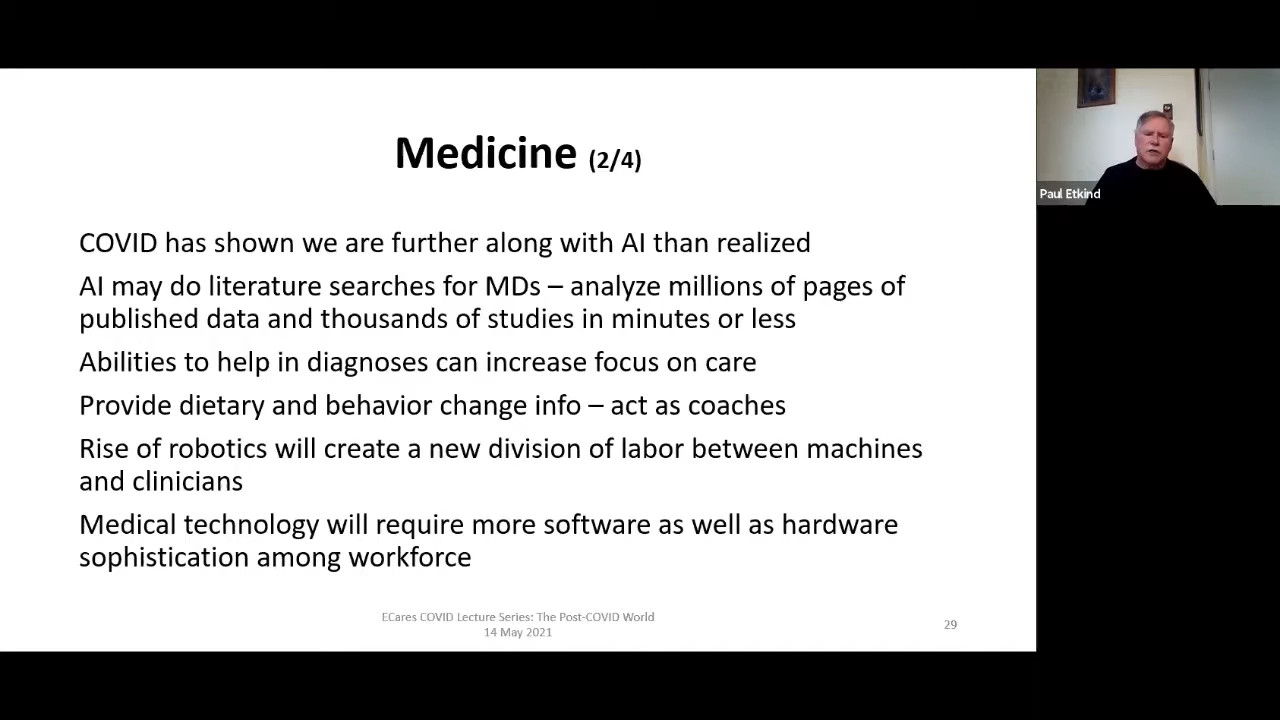 Medicine (2/4)
COVID has shown we are further along with AI than realized
AI may do literature searches for MDs – analyze millions of pages of
published data and thousands of studies in minutes or less
Abilities to help in diagnoses can increase focus on care
Provide dietary and behavior change info – act as coaches
Rise of robotics will create a new division of labor between machines
and clinicians
Medical technology will require more software as well as hardware
sophistication among workforce
ECares COVID Lecture Series: The Post-COVID World
14 May 2021
29
Paul Etkind